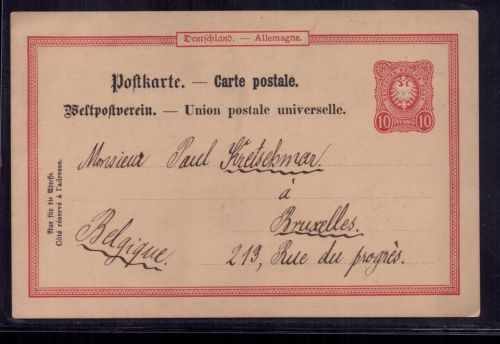 Deutschland. — Allemagne.
Postkarte. — Carte postale.
Weltpostverein. — Union postale universelle.
10 PFENNIG 10
Monsieur Paul Kretschmar.
à
Bruxelles.
Belgique.
213, Rue du progrès.
Nur für die Adresse.
Côté réservé à l'adresse.